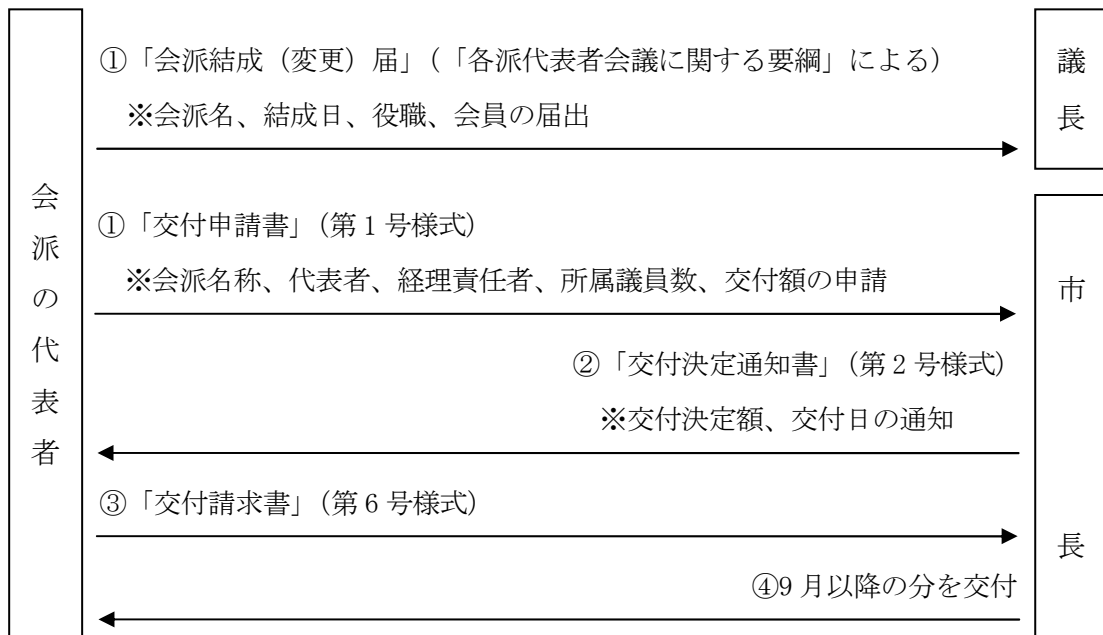 会派の代表者
①「会派結成（変更）届」（「各派代表者会議に関する要綱」による）
※会派名、結成日、役職、会員の届出
議長
①「交付申請書」（第1号様式）
※会派名称、代表者、経理責任者、所属議員数、交付額の申請
②「交付決定通知書」（第2号様式）
※交付決定額、交付日の通知
③「交付請求書」（第6号様式）
④9月以降の分を交付
市長